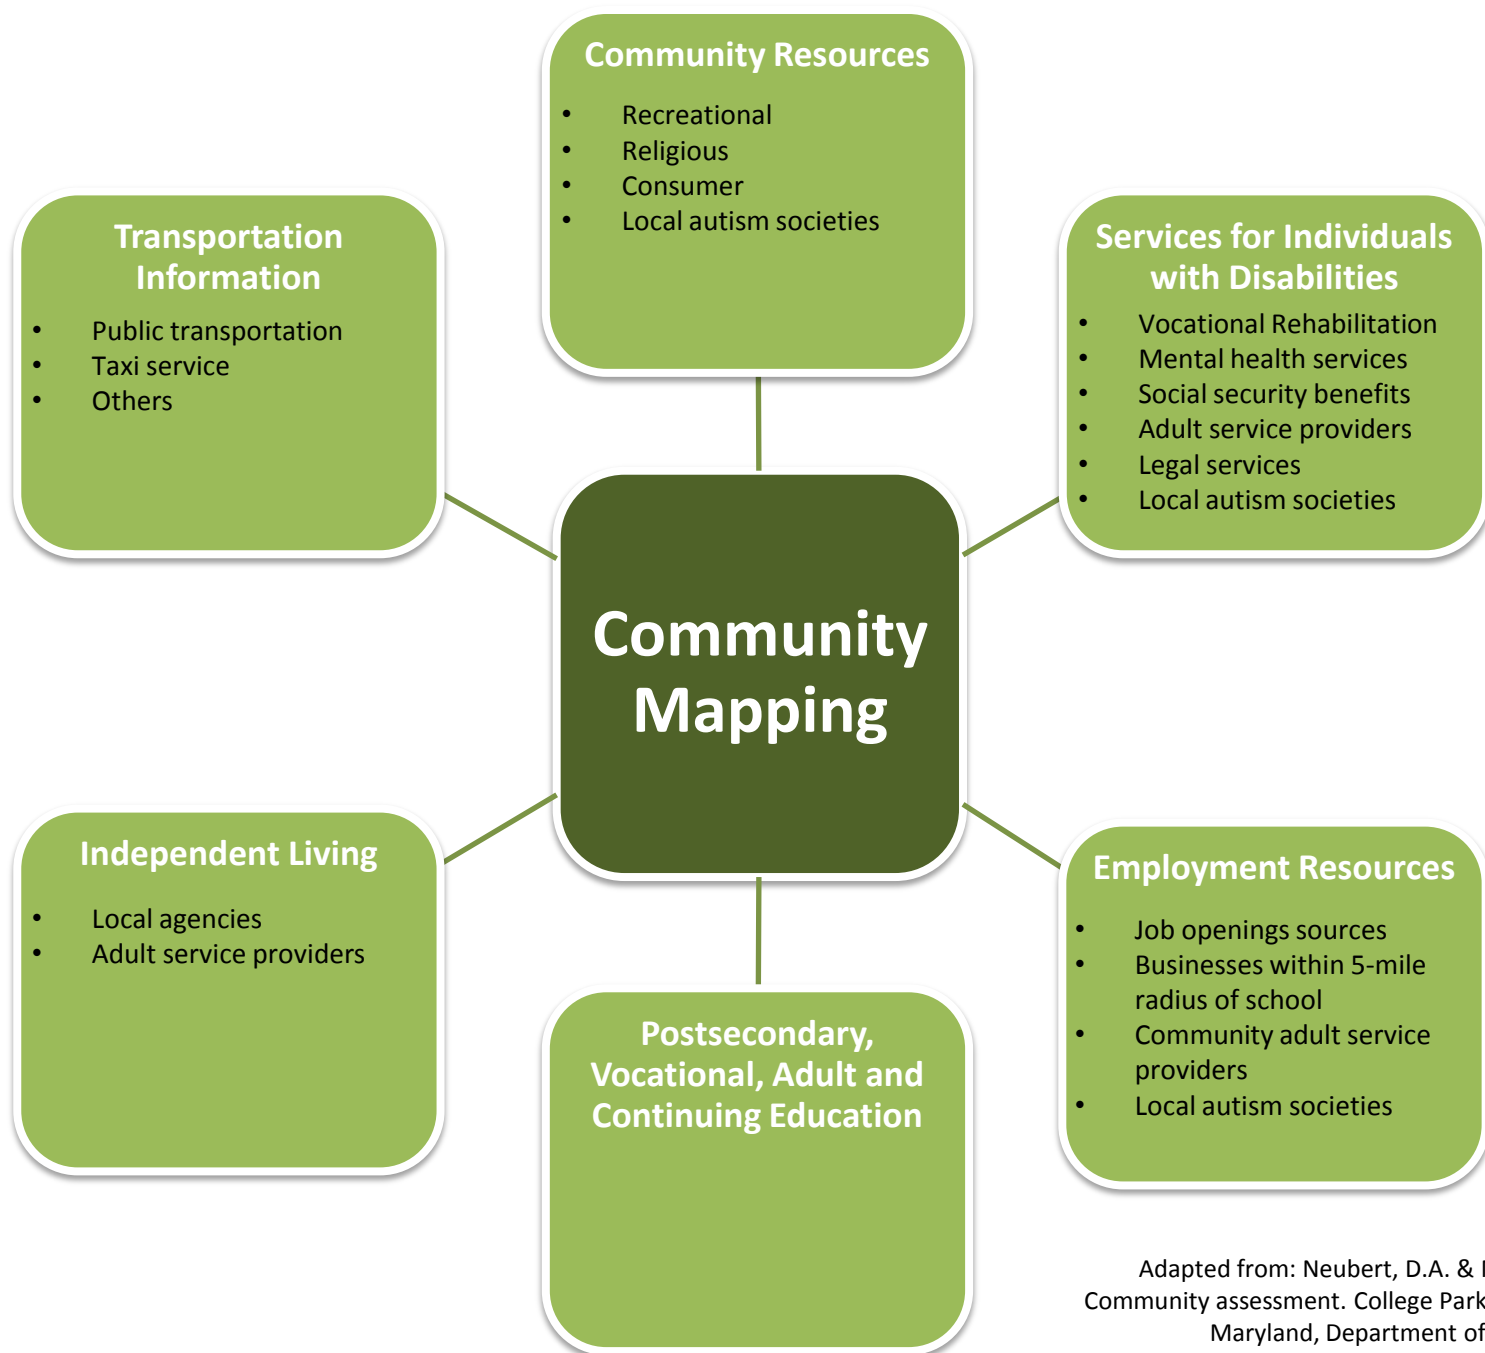 Community Resources
• Recreational
• Religious
• Consumer
• Local autism societies
Transportation
Information
• Public transportation
• Taxi service
• Others
Services for Individuals
with Disabilities
• Vocational Rehabilitation
• Mental health services
• Social security benefits
• Adult service providers
• Legal services
• Local autism societies
Community
Mapping
Independent Living
• Local agencies
• Adult service providers
Employment Resources
• Job openings sources
• Businesses within 5-mile
radius of school
• Community adult service
providers
• Local autism societies
Postsecondary,
Vocational, Adult and
Continuing Education
Adapted from: Neubert, D.A. &
Community assessment. College Park
Maryland, Department of